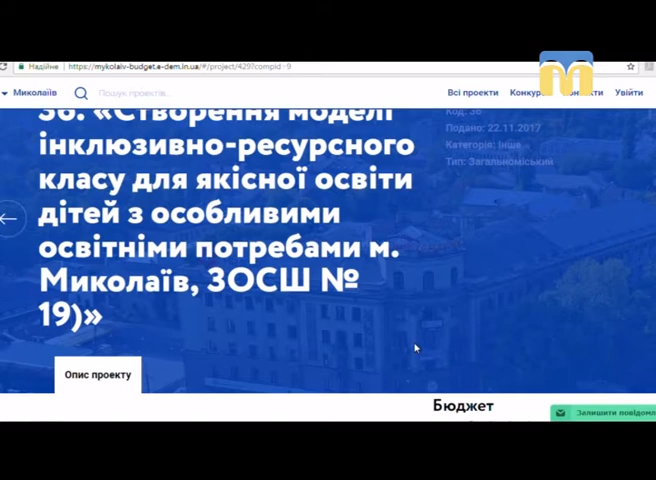 Надійне
https://mykolaiv-budget.e-dem.in.ua/#/project/429?compId=9
Миколаїв
Пошук проектів...
Всі проекти
Увійти
36. «Створення моделі
інклюзивно-ресурсного
класу для якісної освіти
дітей з особливими
освітніми потребами м.
Миколаїв, ЗОСШ №
19)»
Код: 36
Подано: 22.11.2017
Категорія: Інше
Тип: Загальноміський
Опис проекту
Бюджет
Залишити повідомл